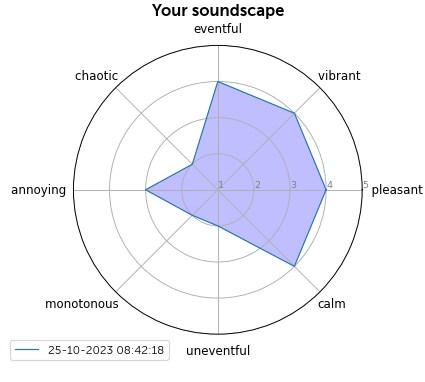 Your soundscape
eventful
chaotic
vibrant
annoying
1 2 3 4 5
pleasant
monotonous
calm
25-10-2023 08:42:18
uneventful